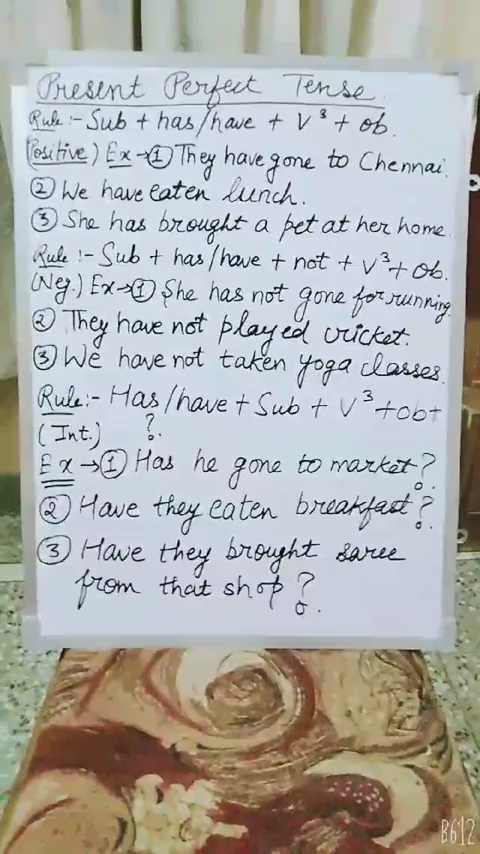 Present Perfect Tense
Rule:- Sub + has/have + V³ + ob.
(Positive) Ex→① They have gone to Chennai.
② We have eaten lunch.
③ She has brought a pet at her home.
Rule :- Sub + has/have + not + V³ + Ob.
(Neg.) Ex→① She has not gone for running.
② They have not played cricket.
③ We have not taken yoga classes.
Rule:- Has/have + Sub + V³ + ob +
(Int.) ?
Ex →① Has he gone to market?
② Have they eaten breakfast?
③ Have they brought saree
from that shop?
B612